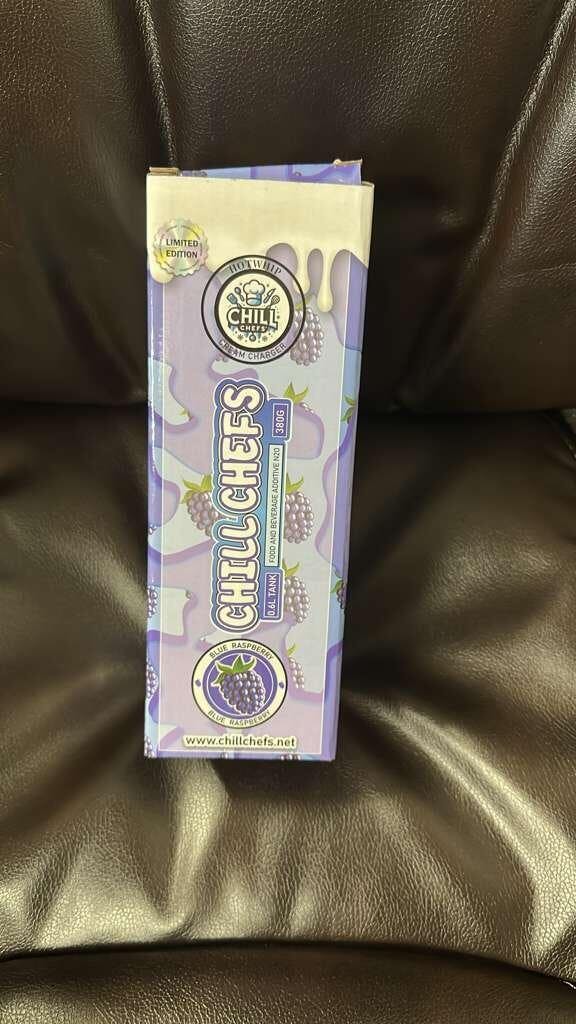 LIMITED
EDITION
HOTWHIP
CHILL
CHEFS
CREAM CHARGER
CHILL CHEFS
380G
FOOD AND BEVERAGE ADDITIVE N2O
0.6L TANK
BLUE RASPBERRY
BLUE RASPBERRY
www.chillchefs.net